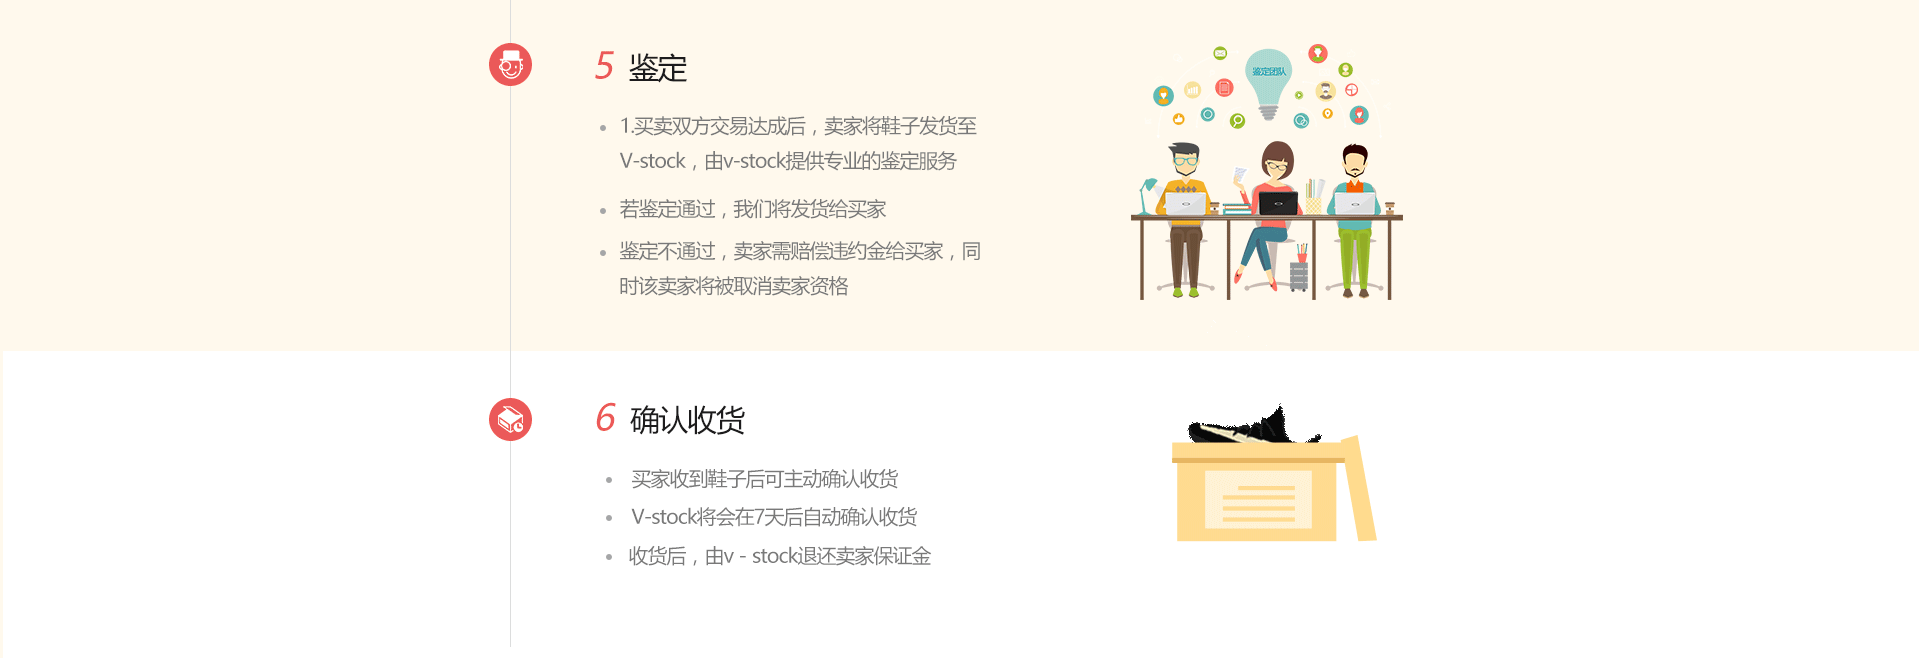 5 鉴定
1.买卖双方交易达成后，卖家将鞋子发货至
V-stock，由v-stock提供专业的鉴定服务
若鉴定通过，我们将发货给买家
鉴定不通过，卖家需赔偿违约金给买家，同
时该卖家将被取消卖家资格
鉴定团队
6 确认收货
买家收到鞋子后可主动确认收货
V-stock将会在7天后自动确认收货
收货后，由v - stock退还卖家保证金